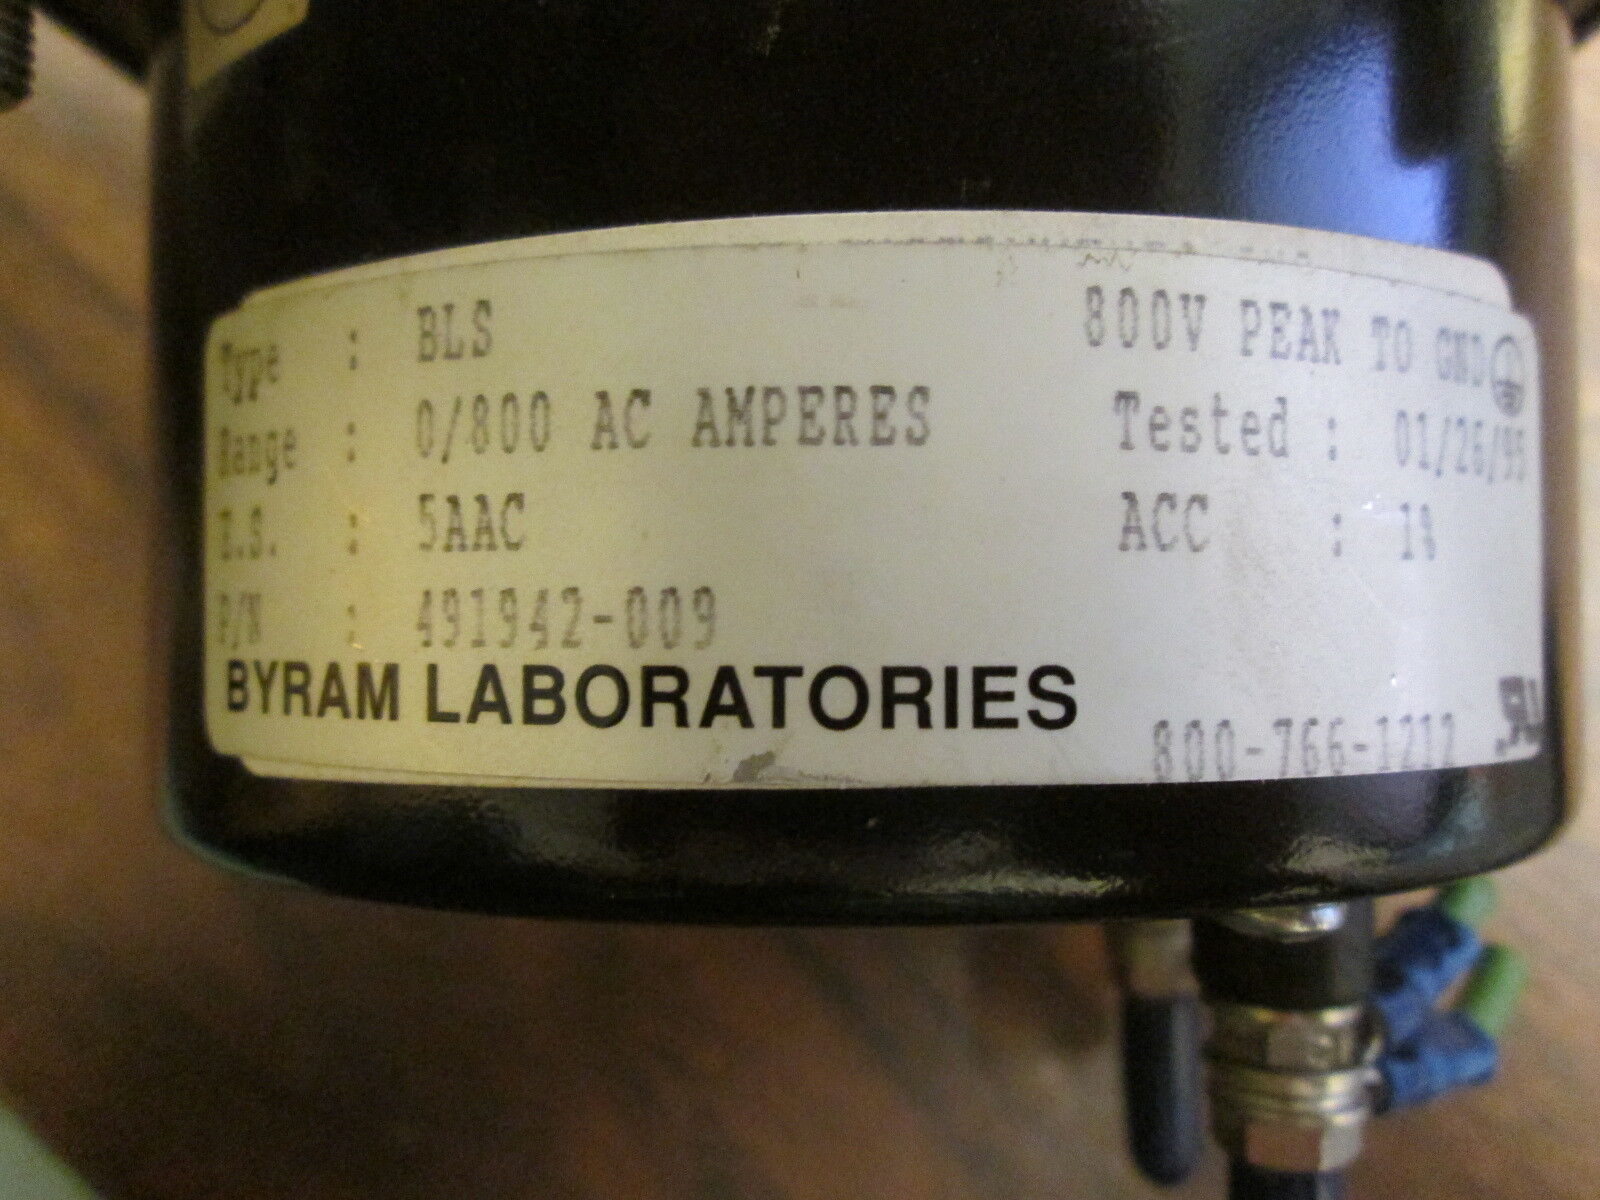 Type : BLS 800V PEAK TO GND
Range : 0/800 AC AMPERES Tested : 01/26/95
: 5AAC ACC : 1%
P/N : 491942-009
BYRAM LABORATORIES
800-766-1212